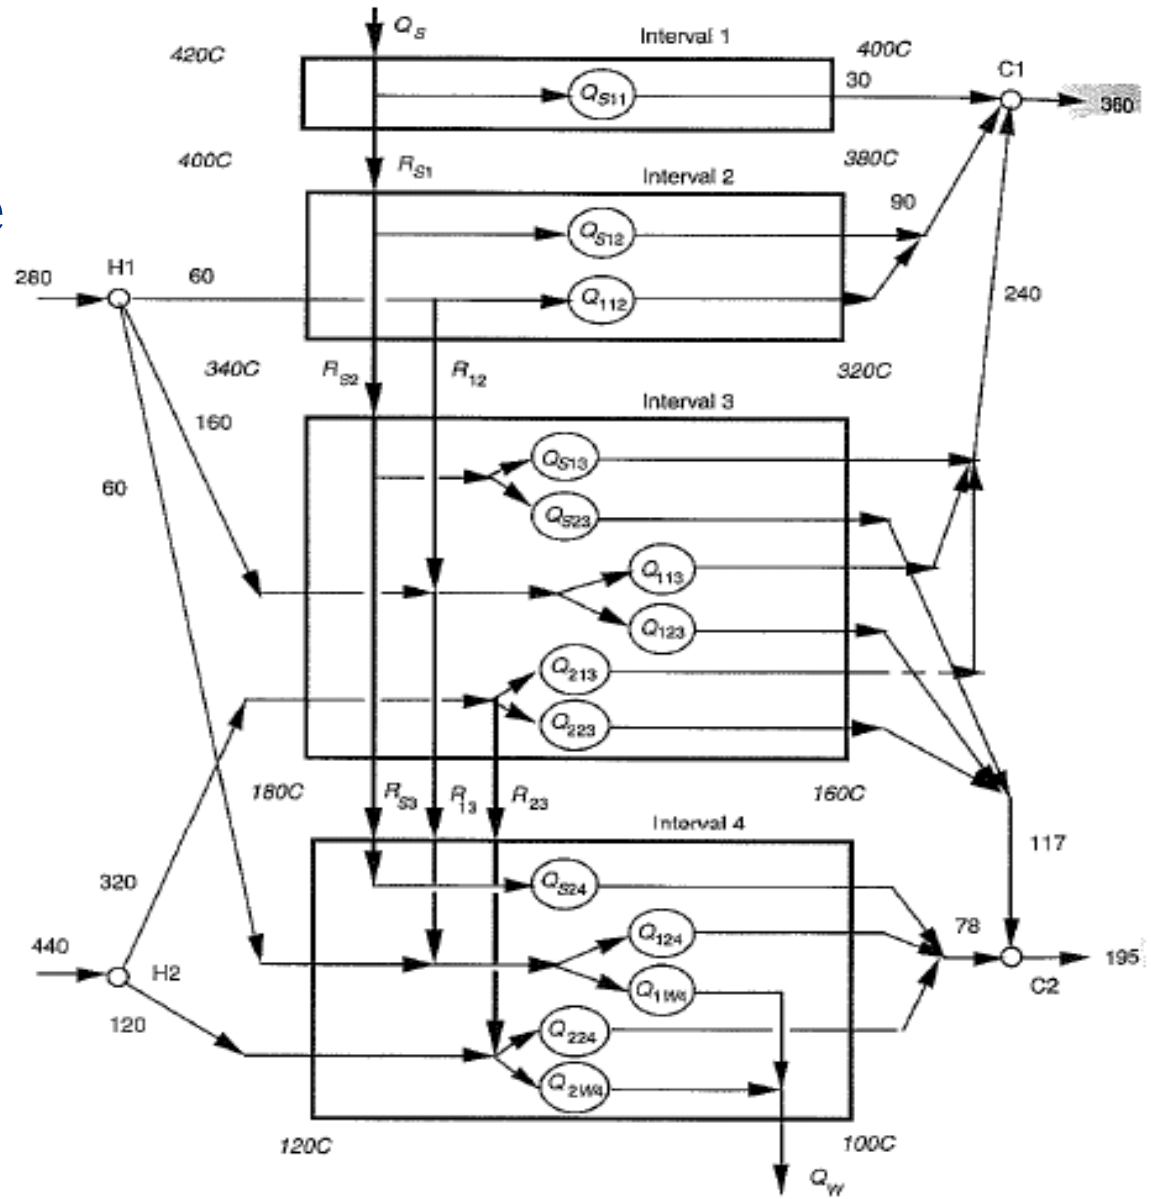 Q_S
Interval 1
420C
400C
Q_S11
30
C1
360
400C
R_S1
380C
Interval 2
90
e
Q_S12
H1
280
60
Q_112
240
340C
R_S2
R_12
320C
Interval 3
160
Q_S13
60
Q_S23
Q_113
Q_123
Q_213
Q_223
180C
R_S3
R_13
R_23
160C
Interval 4
117
320
Q_S24
440
Q_124
78
H2
195
C2
Q_1W4
120
Q_224
Q_2W4
120C
100C
Q_W